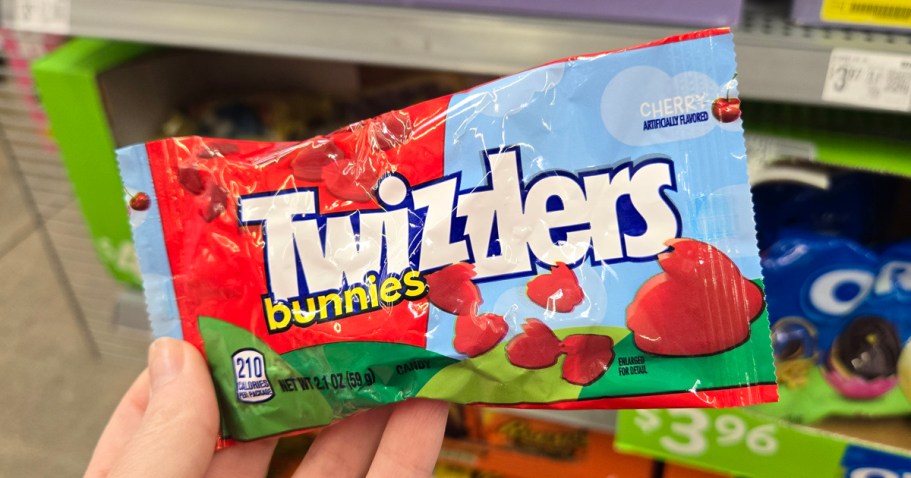 CHERRY
ARTIFICIALLY FLAVORED
Twizzlers
bunnies
210
CALORIES
PER PACKAGE
NET WT 2.1 OZ (59 g)
CANDY
ENLARGED
FOR DETAIL
$3.96